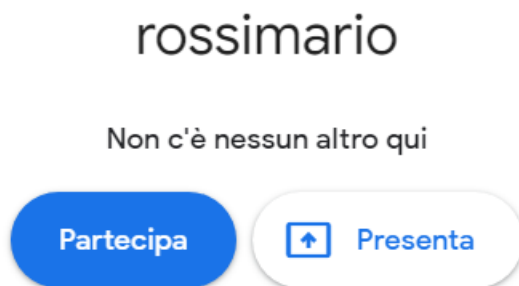 rossimario
Non c'è nessun altro qui
Partecipa
Presenta